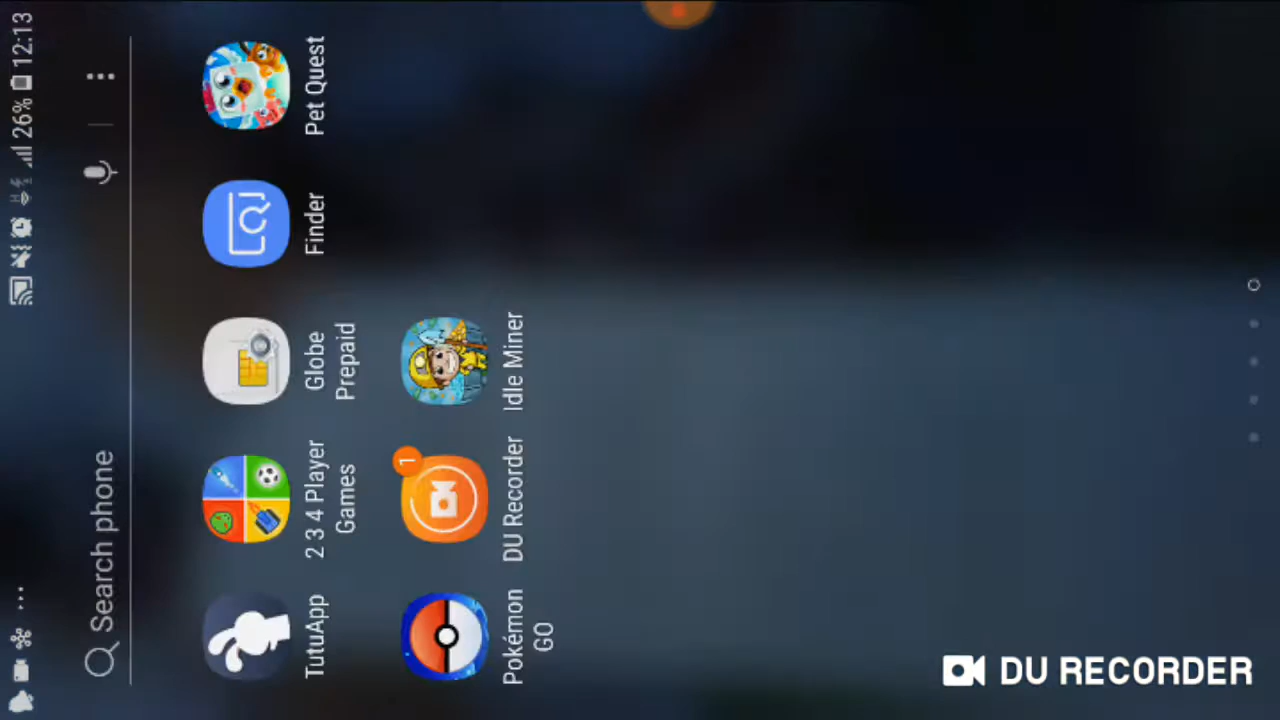 26% 12:13
Search phone
TutuApp
2 3 4 Player
Games
Globe
Prepaid
Finder
Pet Quest
Pokémon
GO
1
DU Recorder
Idle Miner
DU RECORDER